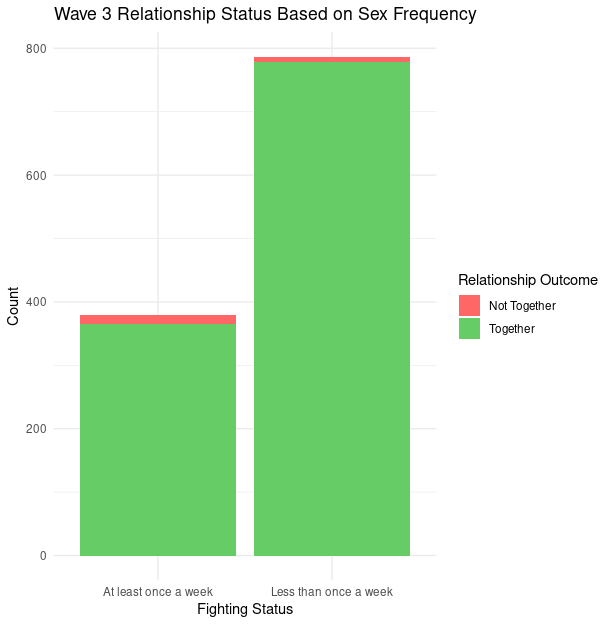 Wave 3 Relationship Status Based on Sex Frequency
Count
800
600
400
200
0
At least once a week
Less than once a week
Fighting Status
Relationship Outcome
Not Together
Together